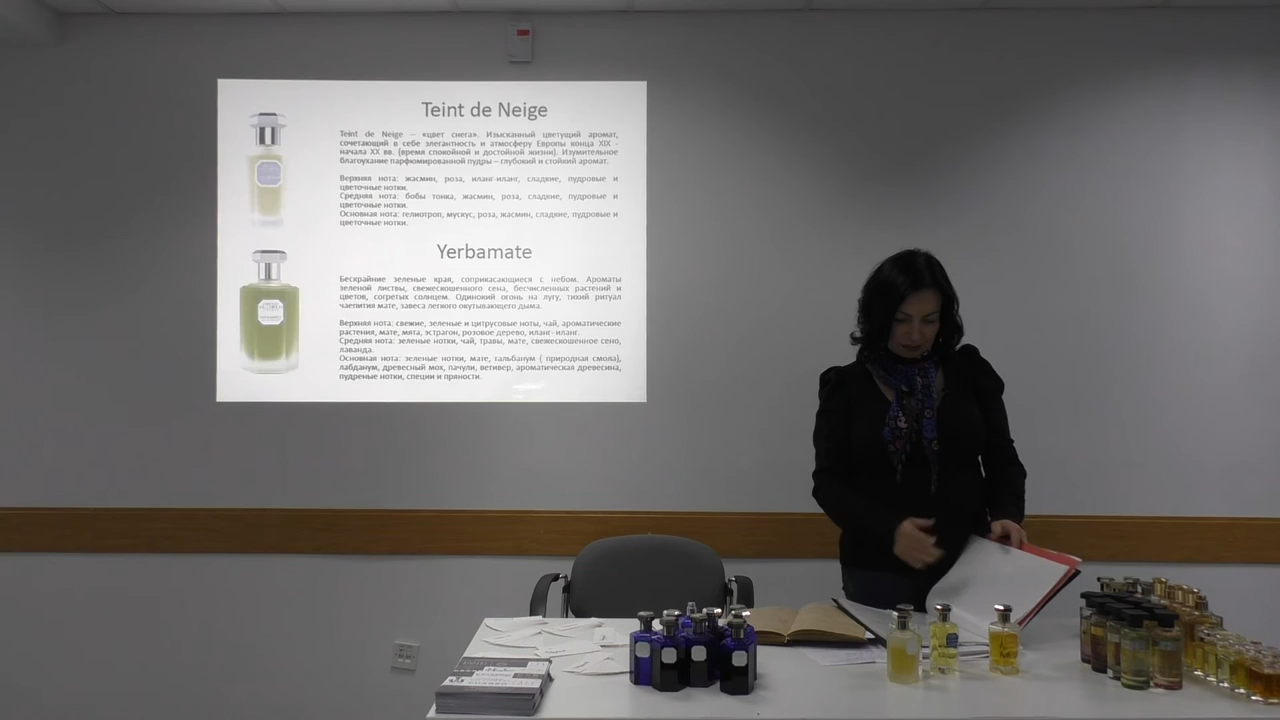 Teint de Neige
Teint de Neige – «цвет снега». Изысканный цветущий аромат,
сочетающий в себе элегантность и атмосферу Европы конца XIX -
начала XX вв. (время спокойной и достойной жизни). Изумительное
благоухание парфюмированной пудры – глубокий и стойкий аромат.
Верхняя нота: жасмин, роза, иланг-иланг, сладкие, пудровые и
цветочные нотки.
Средняя нота: бобы тонка, жасмин, роза, сладкие, пудровые и
цветочные нотки.
Основная нота: гелиотроп, мускус, роза, жасмин, сладкие, пудровые и
цветочные нотки.
Yerbamate
Бескрайние зеленые края, соприкасающиеся с небом. Ароматы
зеленой листвы, свежескошенного сена, бесчисленных растений и
цветов, согретых солнцем. Одинокий огонь на лугу, тихий ритуал
чаепития мате, завеса легкого окутывающего дыма.
Верхняя нота: свежие, зеленые и цитрусовые ноты, чай, ароматические
растения, мате, мята, эстрагон, розовое дерево, иланг- иланг.
Средняя нота: зеленые нотки, чай, травы, мате, свежескошенное сено,
лаванда.
Основная нота: зеленые нотки, мате, гальбанум ( природная смола),
лабданум, древесный мох, пачули, ветивер, ароматическая древесина,
пудреные нотки, специи и пряности.